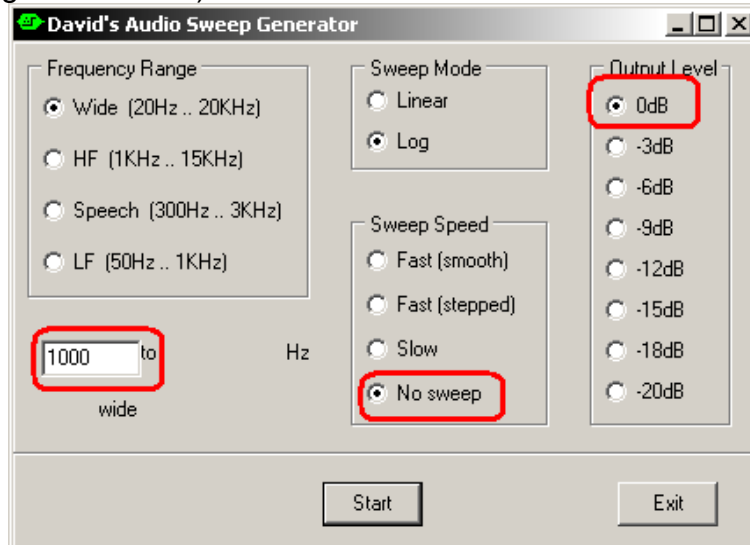 David's Audio Sweep Generator
Frequency Range
Wide (20Hz .. 20KHz)
HF (1KHz .. 15KHz)
Speech (300Hz .. 3KHz)
LF (50Hz .. 1KHz)
1000 to Hz
wide
Sweep Mode
Linear
Log
Sweep Speed
Fast (smooth)
Fast (stepped)
Slow
No sweep
Output Level
0dB
-3dB
-6dB
-9dB
-12dB
-15dB
-18dB
-20dB
Start
Exit